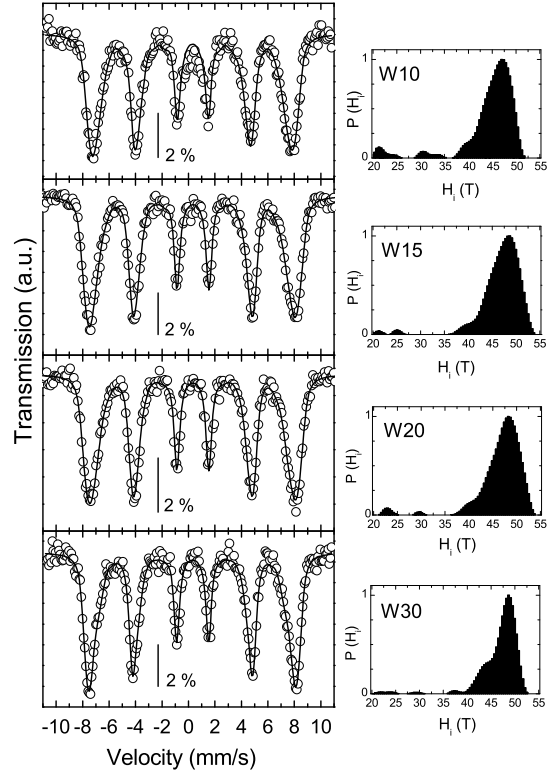 Transmission (a.u.)
2 %
2 %
2 %
2 %
-10 -8 -6 -4 -2 0 2 4 6 8 10
Velocity (mm/s)
W10
P (Hᵢ)
1
0
20 25 30 35 40 45 50 55
Hᵢ (T)
W15
P (Hᵢ)
1
0
20 25 30 35 40 45 50 55
Hᵢ (T)
W20
P (Hᵢ)
1
0
20 25 30 35 40 45 50 55
Hᵢ (T)
W30
P (Hᵢ)
1
0
20 25 30 35 40 45 50 55
Hᵢ (T)